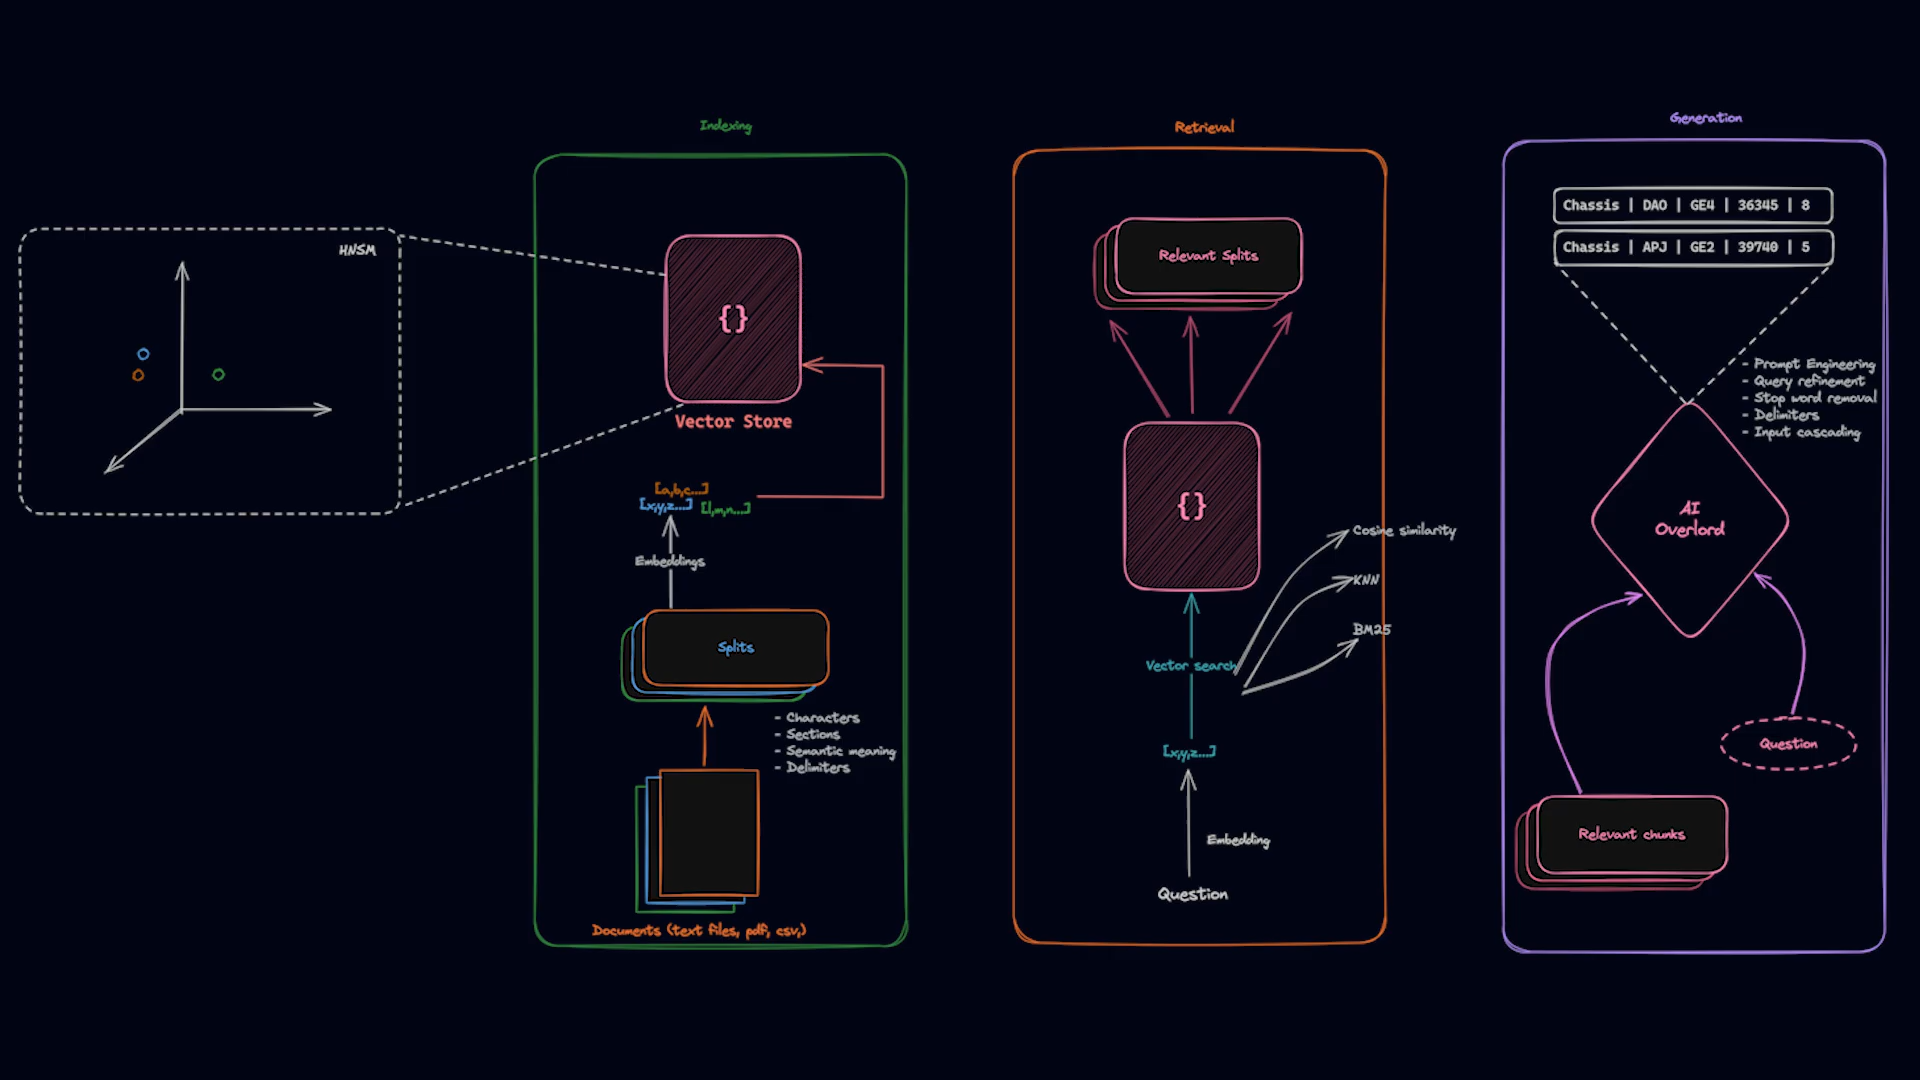 Indexing
Retrieval
Generation
HNSM
{}
Vector Store
[a,b,c...]
[x,y,z...]
[l,m,n...]
Embeddings
Splits
- Characters
- Sections
- Semantic meaning
- Delimiters
Documents (text files, pdf, csv,)
Relevant Splits
{}
Cosine similarity
KNN
BM25
Vector search
[x,y,z...]
Embedding
Question
Chassis | DAO | GE4 | 36345 | 8
Chassis | APJ | GE2 | 39740 | 5
- Prompt Engineering
- Query refinement
- Stop word removal
- Delimiters
- Input cascading
AI
Overlord
Question
Relevant chunks